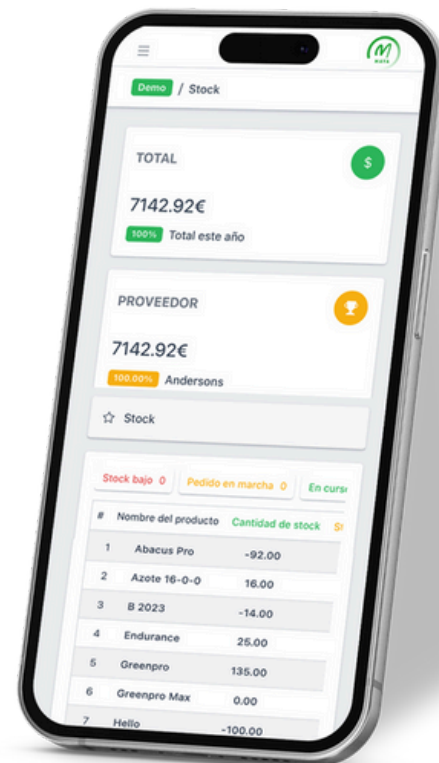 Demo / Stock
TOTAL
$
7142.92€
100% Total este año
PROVEEDOR
7142.92€
100.00% Andersons
Stock
Stock bajo 0 Pedido en marcha 0 En curs
# Nombre del producto Cantidad de stock St
1 Abacus Pro -92.00
2 Azote 16-0-0 16.00
3 B 2023 -14.00
4 Endurance 25.00
5 Greenpro 135.00
6 Greenpro Max 0.00
7 Hello -100.00